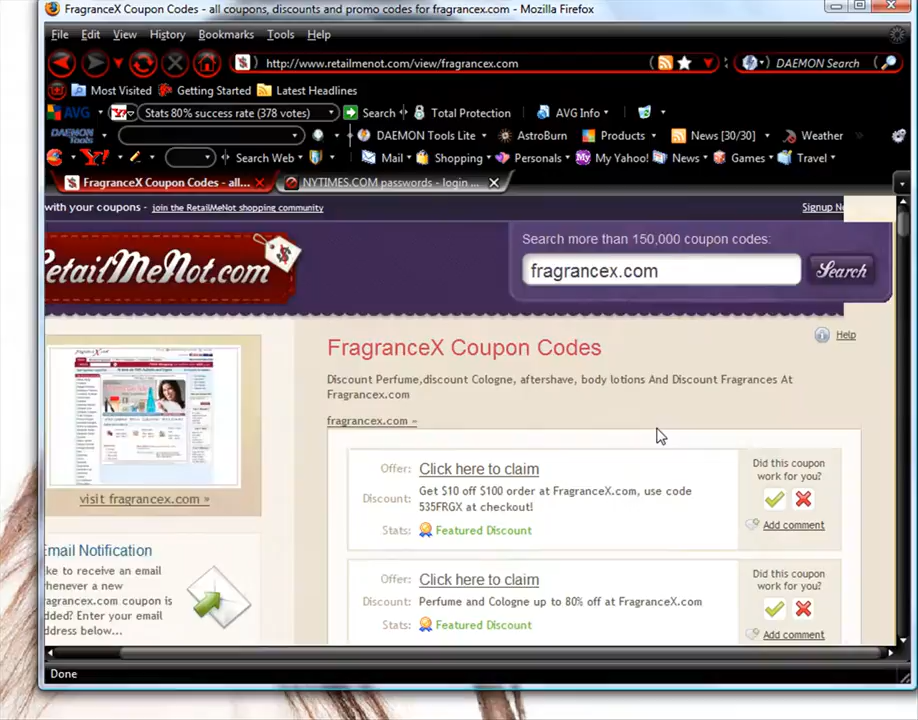 FragranceX Coupon Codes - all coupons, discounts and promo codes for fragrancex.com - Mozilla Firefox
File Edit View History Bookmarks Tools Help
http://www.retailmenot.com/view/fragrancex.com DAEMON Search
Most Visited Getting Started Latest Headlines
AVG Stats 80% success rate (378 votes) Search Total Protection AVG Info
DAEMON Tools DAEMON Tools Lite AstroBurn Products News [30/30] Weather
Search Web Mail Shopping Personals My Yahoo! News Games Travel
FragranceX Coupon Codes - all... NYTIMES.COM passwords - login ...
with your coupons - join the RetailMeNot shopping community Signup N
etailMeNot.com
Search more than 150,000 coupon codes:
fragrancex.com Search
Help
FragranceX Coupon Codes
Discount Perfume,discount Cologne, aftershave, body lotions And Discount Fragrances At
Fragrancex.com
fragrancex.com »
visit fragrancex.com »
Offer: Click here to claim
Discount: Get $10 off $100 order at FragranceX.com, use code
535FRGX at checkout!
Stats: Featured Discount
Did this coupon
work for you?
Add comment
Email Notification
ke to receive an email
henever a new
agrancex.com coupon is
dded? Enter your email
ddress below...
Offer: Click here to claim
Discount: Perfume and Cologne up to 80% off at FragranceX.com
Stats: Featured Discount
Did this coupon
work for you?
Add comment
Done